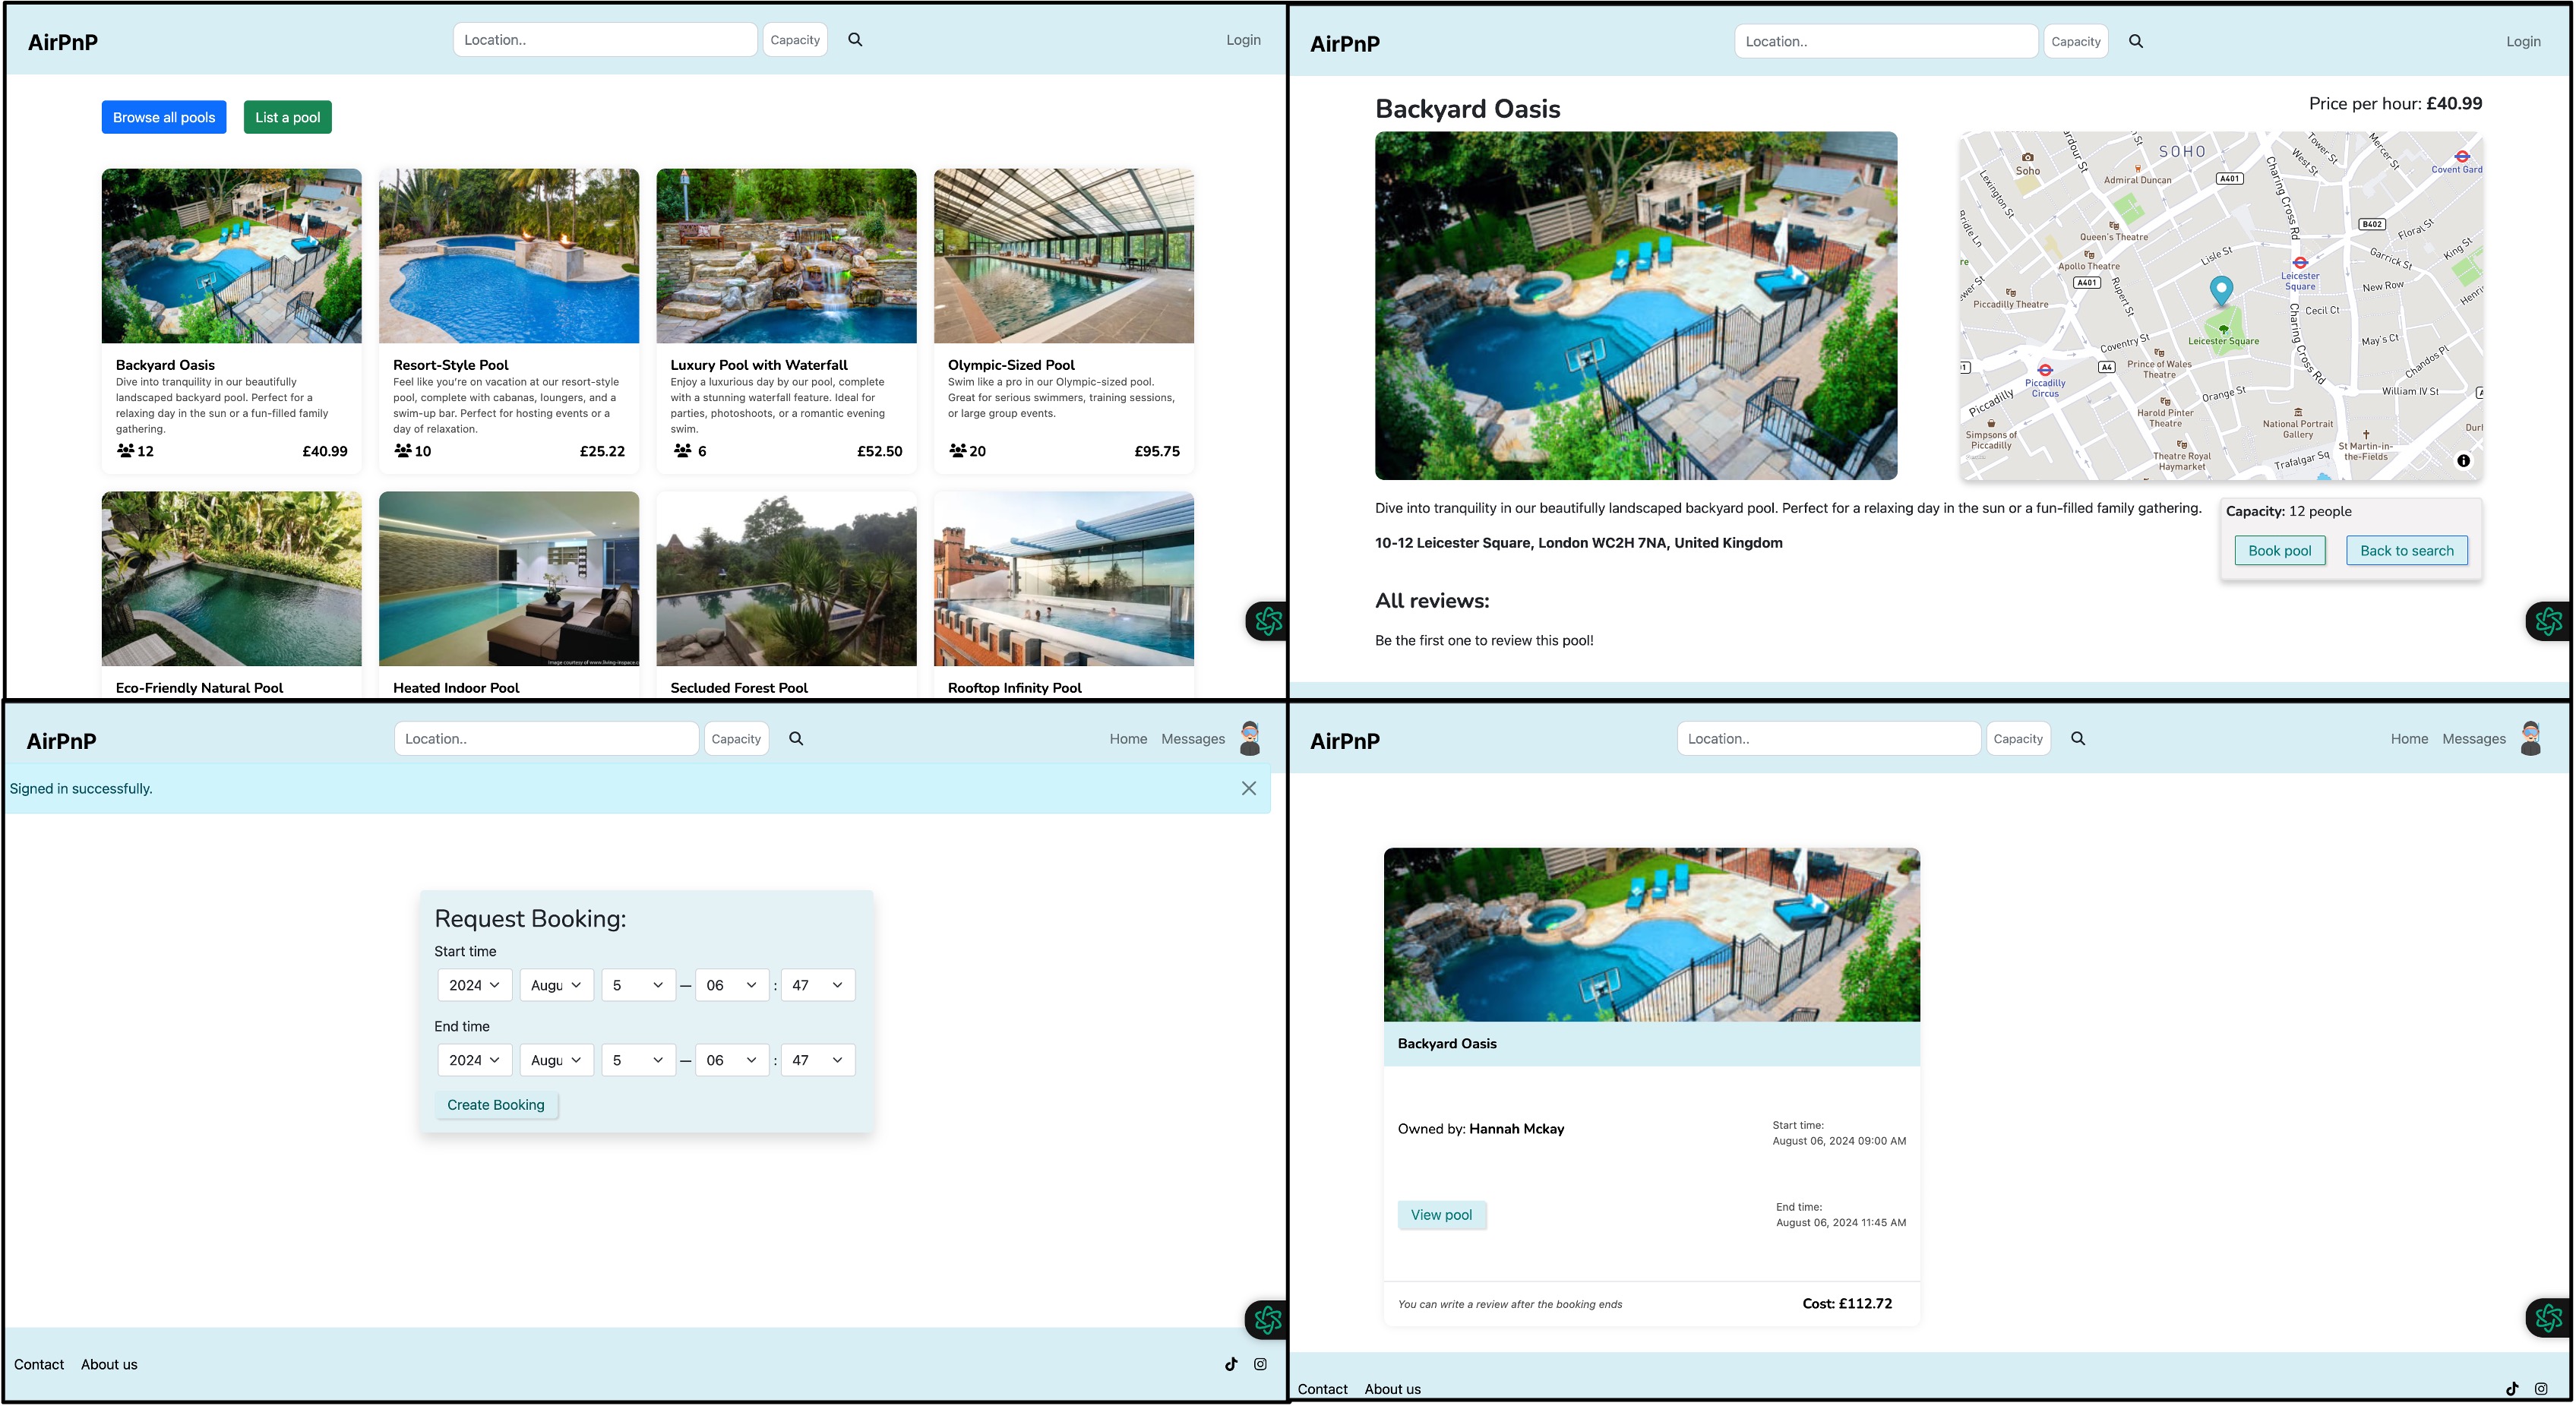 AirPnP
Location..
Capacity
Login
Browse all pools
List a pool
Backyard Oasis
Dive into tranquility in our beautifully
landscaped backyard pool. Perfect for a
relaxing day in the sun or a fun-filled family
gathering.
12
£40.99
Resort-Style Pool
Feel like you're on vacation at our resort-style
pool, complete with cabanas, loungers, and a
swim-up bar. Perfect for hosting events or a
day of relaxation.
10
£25.22
Luxury Pool with Waterfall
Enjoy a luxurious day by our pool, complete
with a stunning waterfall feature. Ideal for
parties, photoshoots, or a romantic evening
swim.
6
£52.50
Olympic-Sized Pool
Swim like a pro in our Olympic-sized pool.
Great for serious swimmers, training sessions,
or large group events.
20
£95.75
Eco-Friendly Natural Pool
Heated Indoor Pool
Secluded Forest Pool
Rooftop Infinity Pool
AirPnP
Location..
Capacity
Login
Backyard Oasis
Price per hour: £40.99
SOHO
Soho
Admiral Duncan
A401
Covent Gard
Tower St
West St
Mercer St
Lexington St
Charing Cross Rd
B402
Floral St
Queen's Theatre
Lisle St
Garrick St
King St
Apollo Theatre
Leicester
Square
A401
Rupert St
New Row
Piccadilly Theatre
Cecil Ct
Charing Cross Rd
Leicester Square
Coventry St
May's Ct
Chandos Pl
A4
Prince of Wales
Theatre
Piccadilly
Circus
Orange St
William IV St
Piccadilly
Harold Pinter
Theatre
National Portrait
Gallery
Simpsons of
Piccadilly
Theatre Royal
Haymarket
Trafalgar Sq
St Martin-in-
the-Fields
Dive into tranquility in our beautifully landscaped backyard pool. Perfect for a relaxing day in the sun or a fun-filled family gathering.
Capacity: 12 people
10-12 Leicester Square, London WC2H 7NA, United Kingdom
Book pool
Back to search
All reviews:
Be the first one to review this pool!
AirPnP
Location..
Capacity
Home
Messages
Signed in successfully.
Request Booking:
Start time
2024 Augu 5 — 06 : 47
End time
2024 Augu 5 — 06 : 47
Create Booking
Contact
About us
AirPnP
Location..
Capacity
Home
Messages
Backyard Oasis
Owned by: Hannah Mckay
Start time:
August 06, 2024 09:00 AM
View pool
End time:
August 06, 2024 11:45 AM
You can write a review after the booking ends
Cost: £112.72
Contact
About us